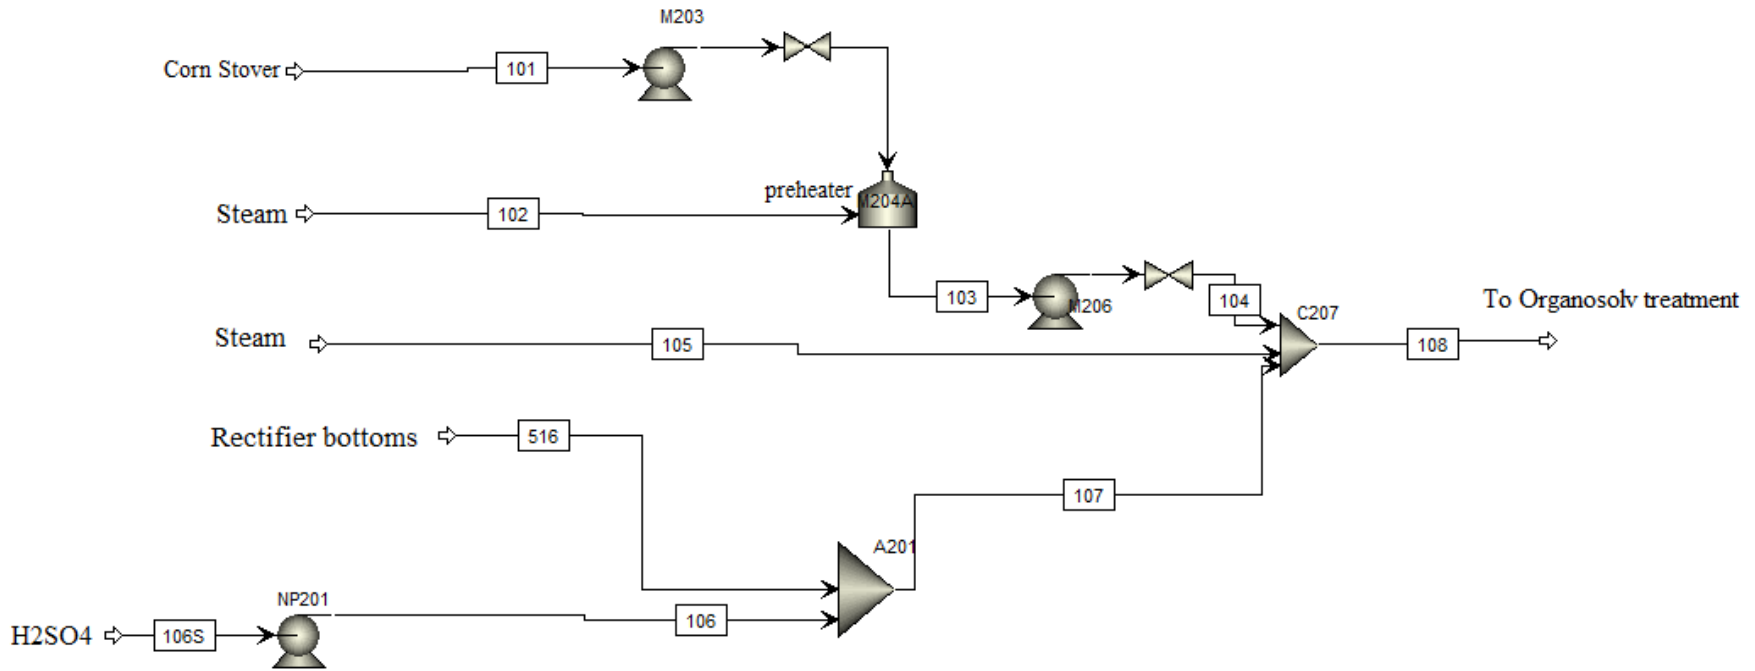 M203
Corn Stover
101
preheater
M204A
Steam
102
103
M206
104
C207
To Organosolv treatment
Steam
105
108
Rectifier bottoms
516
107
A201
NP201
106
H2SO4
106S